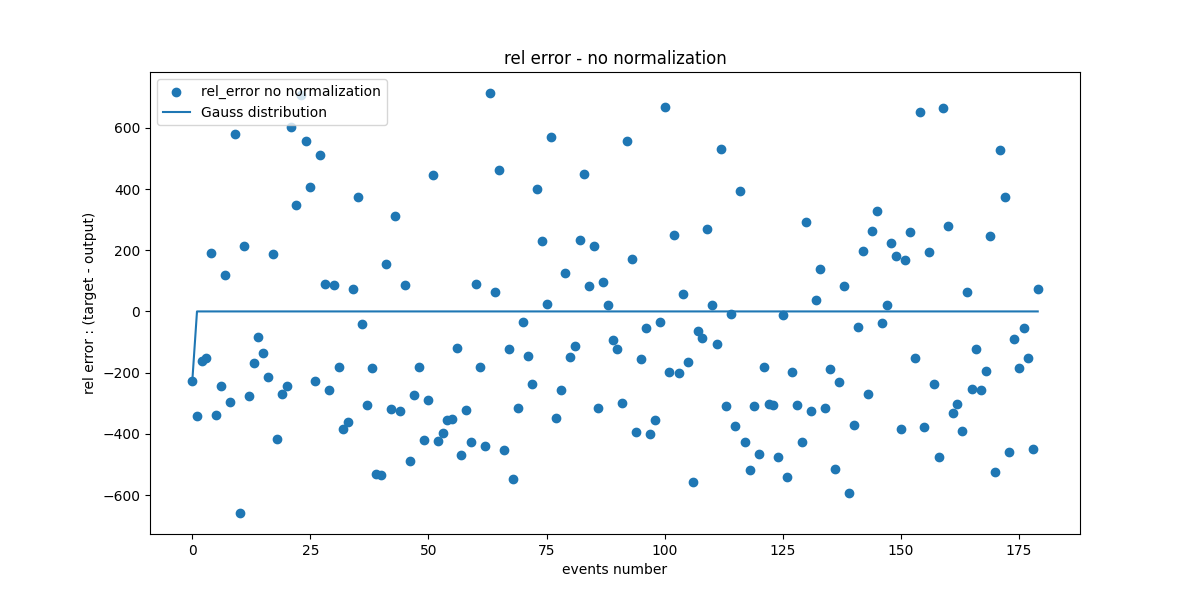 rel error - no normalization
rel_error no normalization
Gauss distribution
600
400
200
0
−200
−400
−600
rel error : (target - output)
0 25 50 75 100 125 150 175
events number